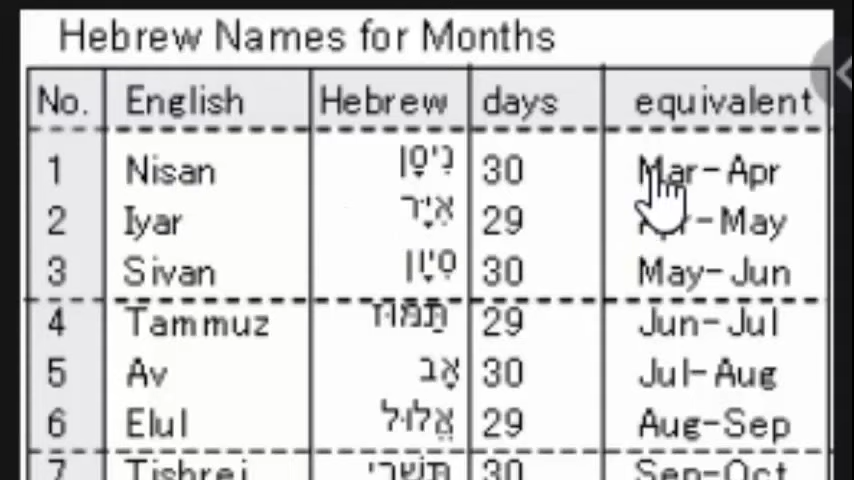 Hebrew Names for Months
No. English Hebrew days equivalent
1 Nisan נִיסָן 30 Mar-Apr
2 Iyar אִיָּר 29 Apr-May
3 Sivan סִיוָן 30 May-Jun
4 Tammuz תַּמּוּז 29 Jun-Jul
5 Av אָב 30 Jul-Aug
6 Elul אֱלוּל 29 Aug-Sep
7 Tishrei תִּשְׁרֵי 30 Sep-Oct